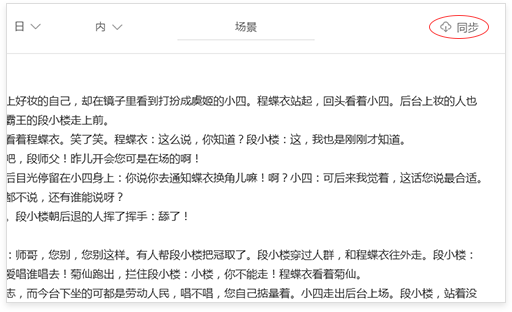 日 内 场景 同步
上好妆的自己，却在镜子里看到打扮成虞姬的小四。程蝶衣站起，回头看着小四。后台上妆的人也
霸王的段小楼走上前。
看着程蝶衣。笑了笑。程蝶衣：这么说，你知道？段小楼：这，我也是刚刚才知道。
吧，段师父！昨儿开会您可是在场的啊！
后目光停留在小四身上：你说你去通知蝶衣换角儿嘛！啊？小四：可后来我觉着，这话您说最合适。
都不说，还有谁能说呀？
。段小楼朝后退的人挥了挥手：舔了！
：师哥，您别，您别这样。有人帮段小楼把冠取了。段小楼穿过人群，和程蝶衣往外走。段小楼：
爱唱谁唱去！菊仙跑出，拦住段小楼：小楼，你不能走！程蝶衣看着菊仙。
志，而今台下坐的可都是劳动人民，唱不唱，您自己掂量着。小四走出后台上场。段小楼，站着没